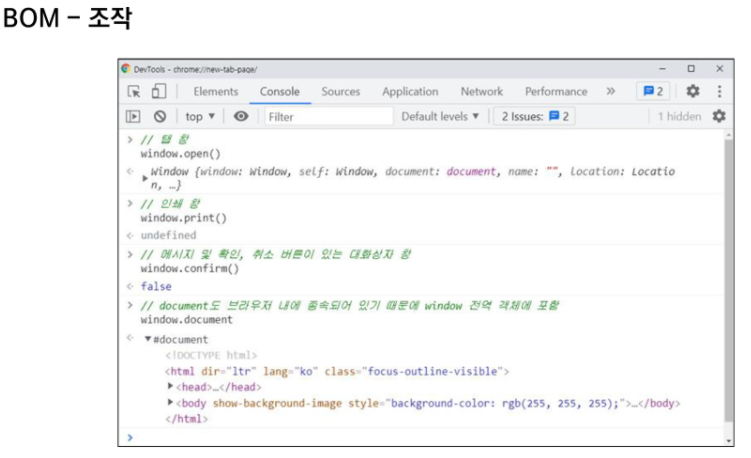 BOM – 조작
DevTools - chrome://new-tab-page/
Elements Console Sources Application Network Performance » 2
top ▼ Filter Default levels ▼ 2 Issues: 2 1 hidden
> // 탭 창
window.open()
< ▶ Window {window: Window, self: Window, document: document, name: "", location: Locatio
n, …}
> // 인쇄 창
window.print()
< undefined
> // 메시지 및 확인, 취소 버튼이 있는 대화상자 창
window.confirm()
< false
> // document도 브라우저 내에 종속되어 있기 때문에 window 전역 객체에 포함
window.document
< ▼#document
<!DOCTYPE html>
<html dir="ltr" lang="ko" class="focus-outline-visible">
▶<head>…</head>
▶<body show-background-image style="background-color: rgb(255, 255, 255);">…</body>
</html>
>